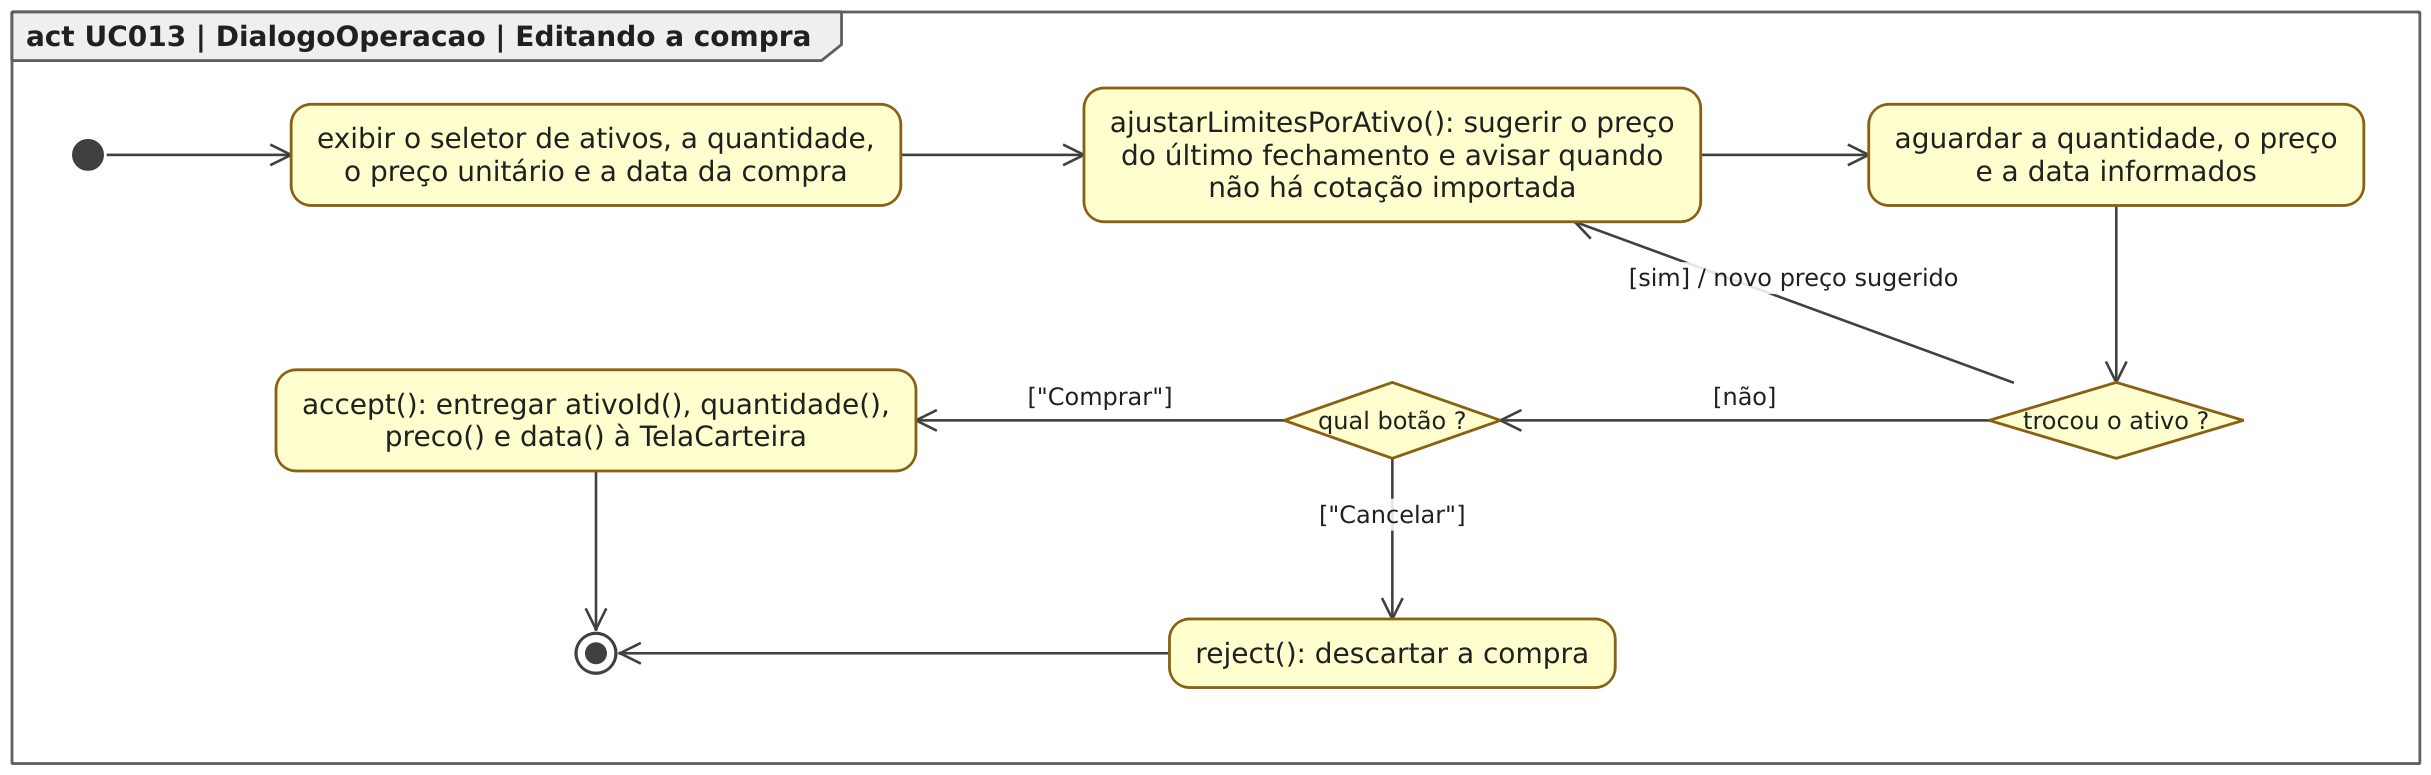 act UC013 | DialogoOperacao | Editando a compra
exibir o seletor de ativos, a quantidade,
o preço unitário e a data da compra
ajustarLimitesPorAtivo(): sugerir o preço
do último fechamento e avisar quando
não há cotação importada
aguardar a quantidade, o preço
e a data informados
[sim] / novo preço sugerido
trocou o ativo ?
[não]
qual botão ?
["Comprar"]
accept(): entregar ativoId(), quantidade(),
preco() e data() à TelaCarteira
["Cancelar"]
reject(): descartar a compra